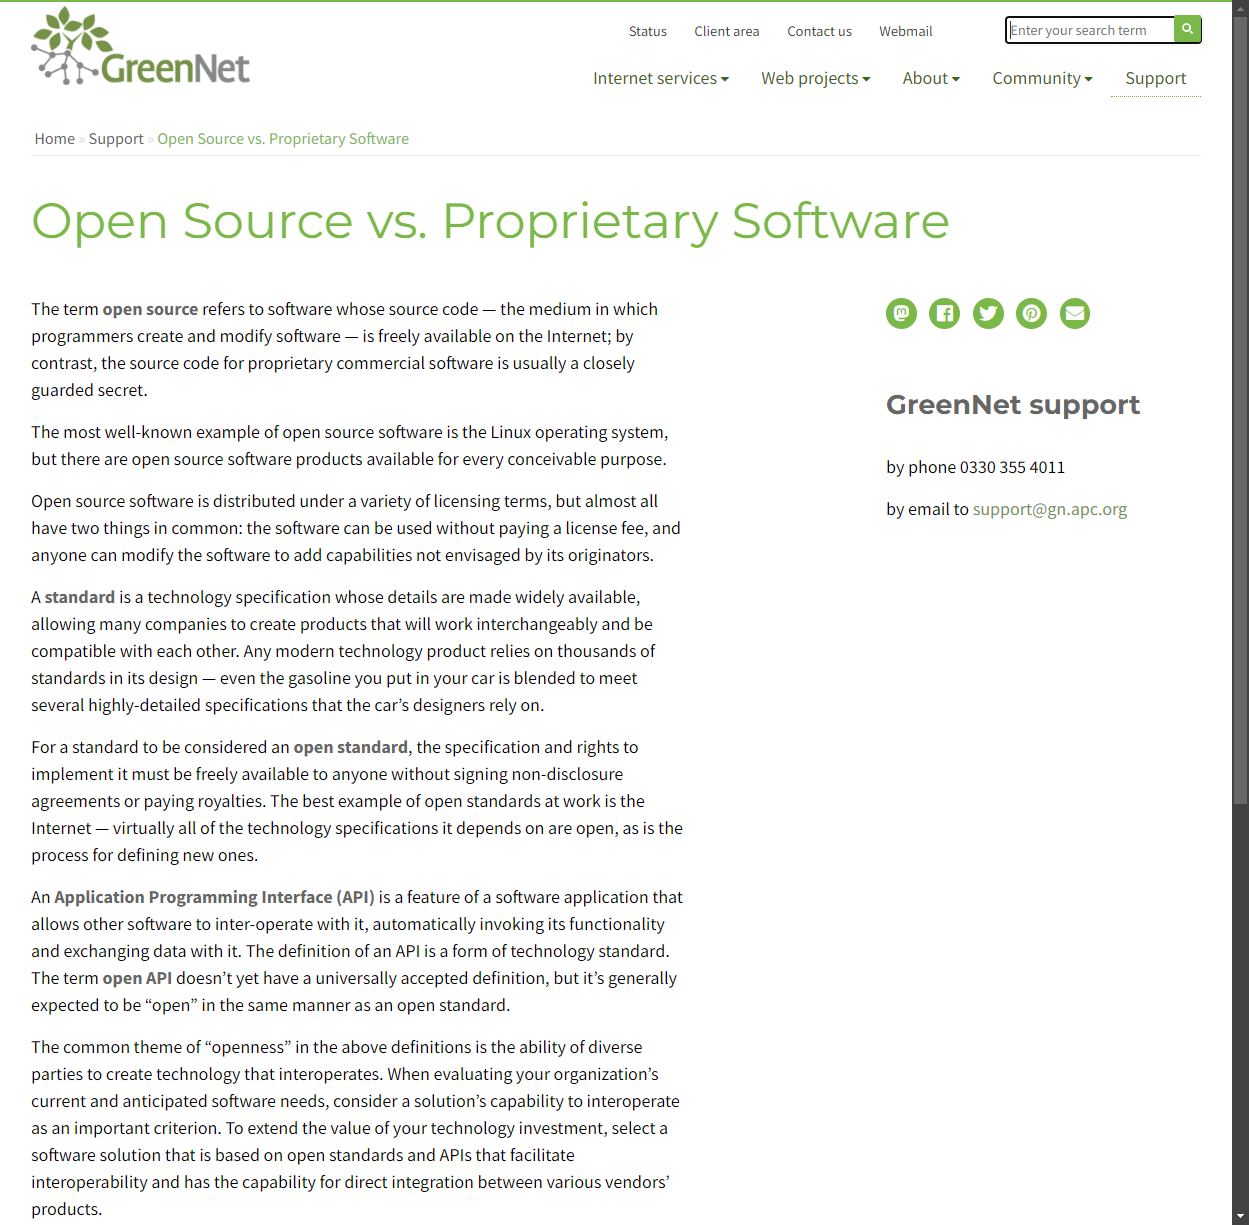 GreenNet
Status Client area Contact us Webmail
Enter your search term
Internet services Web projects About Community Support
Home » Support » Open Source vs. Proprietary Software
Open Source vs. Proprietary Software
The term open source refers to software whose source code — the medium in which
programmers create and modify software — is freely available on the Internet; by
contrast, the source code for proprietary commercial software is usually a closely
guarded secret.
The most well-known example of open source software is the Linux operating system,
but there are open source software products available for every conceivable purpose.
Open source software is distributed under a variety of licensing terms, but almost all
have two things in common: the software can be used without paying a license fee, and
anyone can modify the software to add capabilities not envisaged by its originators.
A standard is a technology specification whose details are made widely available,
allowing many companies to create products that will work interchangeably and be
compatible with each other. Any modern technology product relies on thousands of
standards in its design — even the gasoline you put in your car is blended to meet
several highly-detailed specifications that the car’s designers rely on.
For a standard to be considered an open standard, the specification and rights to
implement it must be freely available to anyone without signing non-disclosure
agreements or paying royalties. The best example of open standards at work is the
Internet — virtually all of the technology specifications it depends on are open, as is the
process for defining new ones.
An Application Programming Interface (API) is a feature of a software application that
allows other software to inter-operate with it, automatically invoking its functionality
and exchanging data with it. The definition of an API is a form of technology standard.
The term open API doesn’t yet have a universally accepted definition, but it’s generally
expected to be “open” in the same manner as an open standard.
The common theme of “openness” in the above definitions is the ability of diverse
parties to create technology that interoperates. When evaluating your organization’s
current and anticipated software needs, consider a solution’s capability to interoperate
as an important criterion. To extend the value of your technology investment, select a
software solution that is based on open standards and APIs that facilitate
interoperability and has the capability for direct integration between various vendors’
products.
GreenNet support
by phone 0330 355 4011
by email to support@gn.apc.org